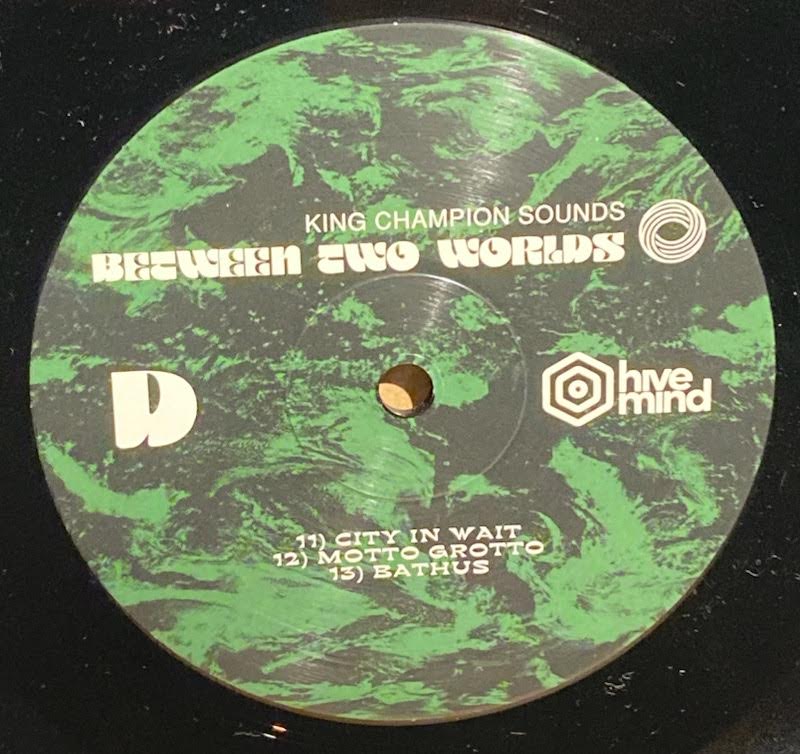 KING CHAMPION SOUNDS
BETWEEN TWO WORLDS
D
hive
mind
11) CITY IN WAIT
12) MOTTO GROTTO
13) BATHUS